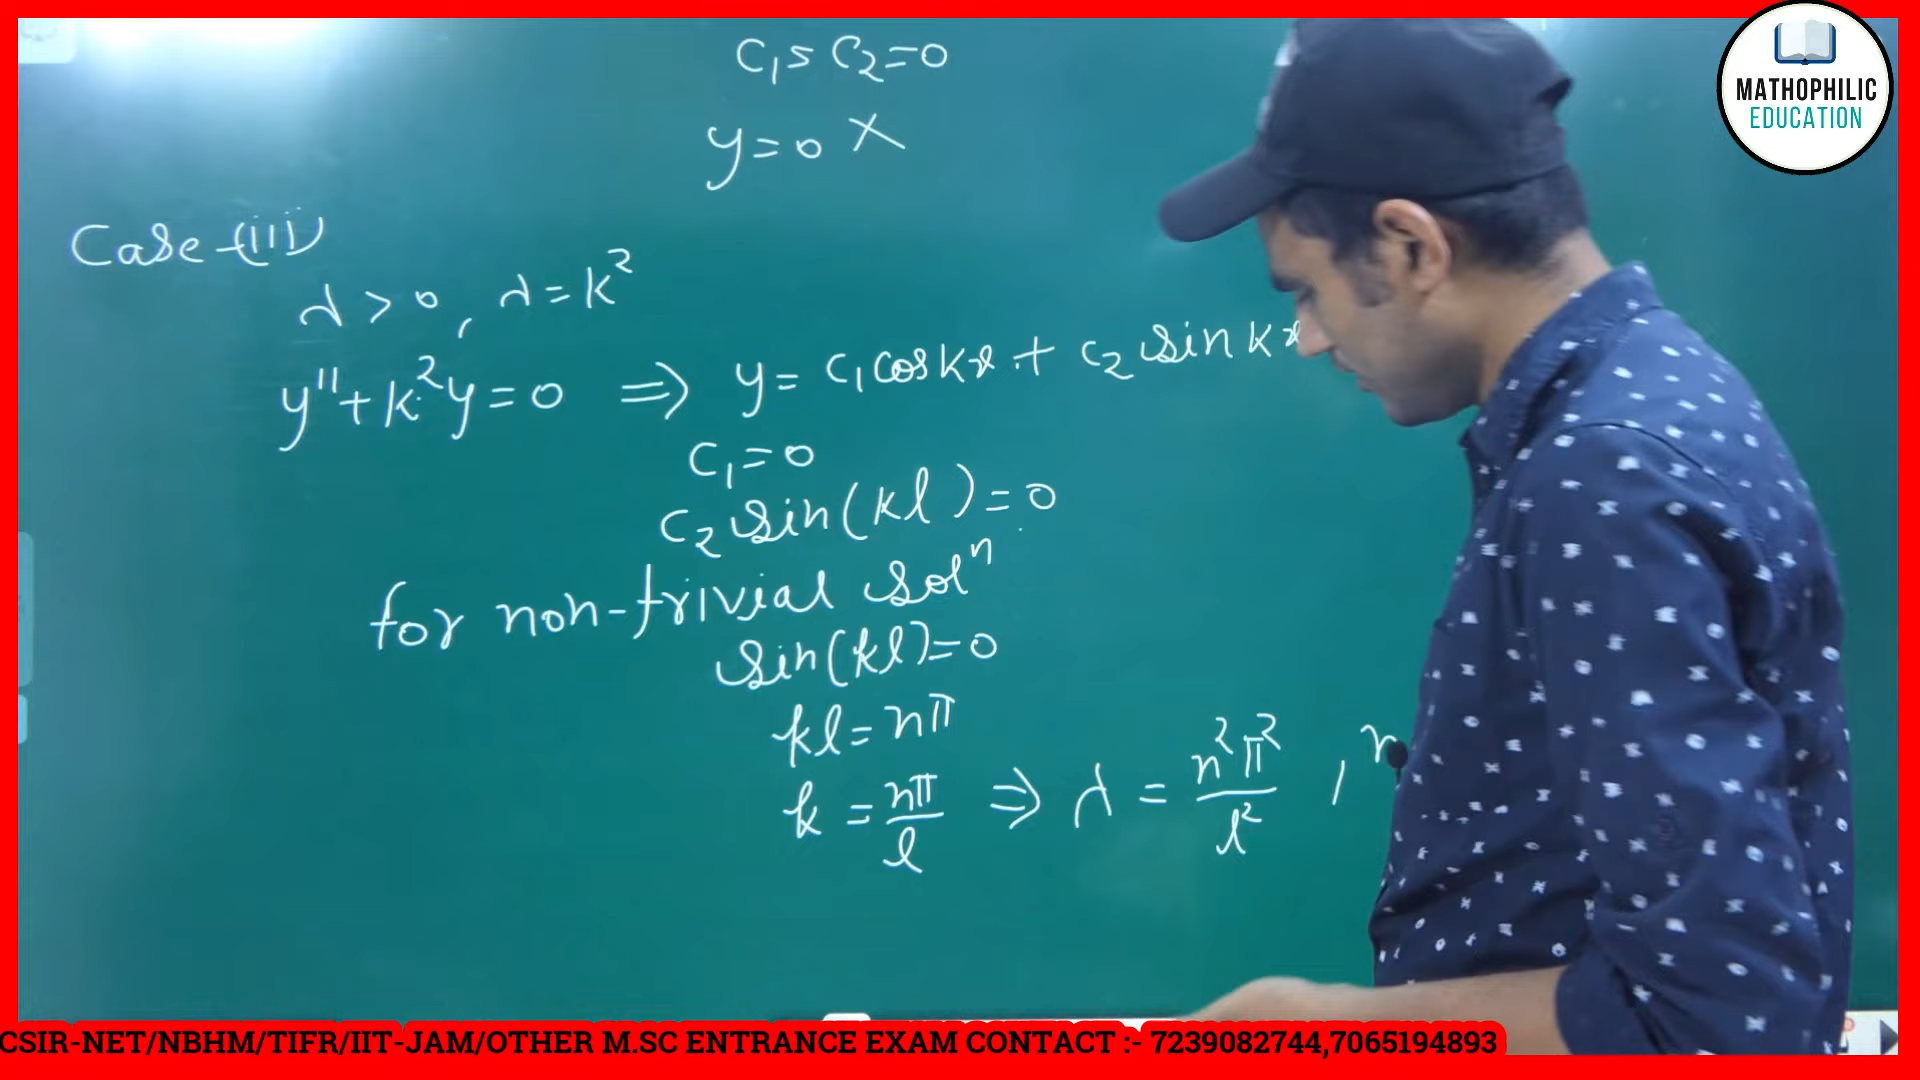 C₁, C₂ = 0
y = 0 ×
Case-(iii)
λ > 0, λ = k²
y'' + k²y = 0 ⇒ y = c₁ cos kx + c₂ sin kx
C₁ = 0
C₂ sin(kl) = 0
for non-trivial solⁿ
sin(kl) = 0
kl = nπ
k = nπ/l ⇒ λ = n²π²/l² , n
MATHOPHILIC
EDUCATION
CSIR-NET/NBHM/TIFR/IIT-JAM/OTHER M.SC ENTRANCE EXAM CONTACT :- 7239082744,7065194893